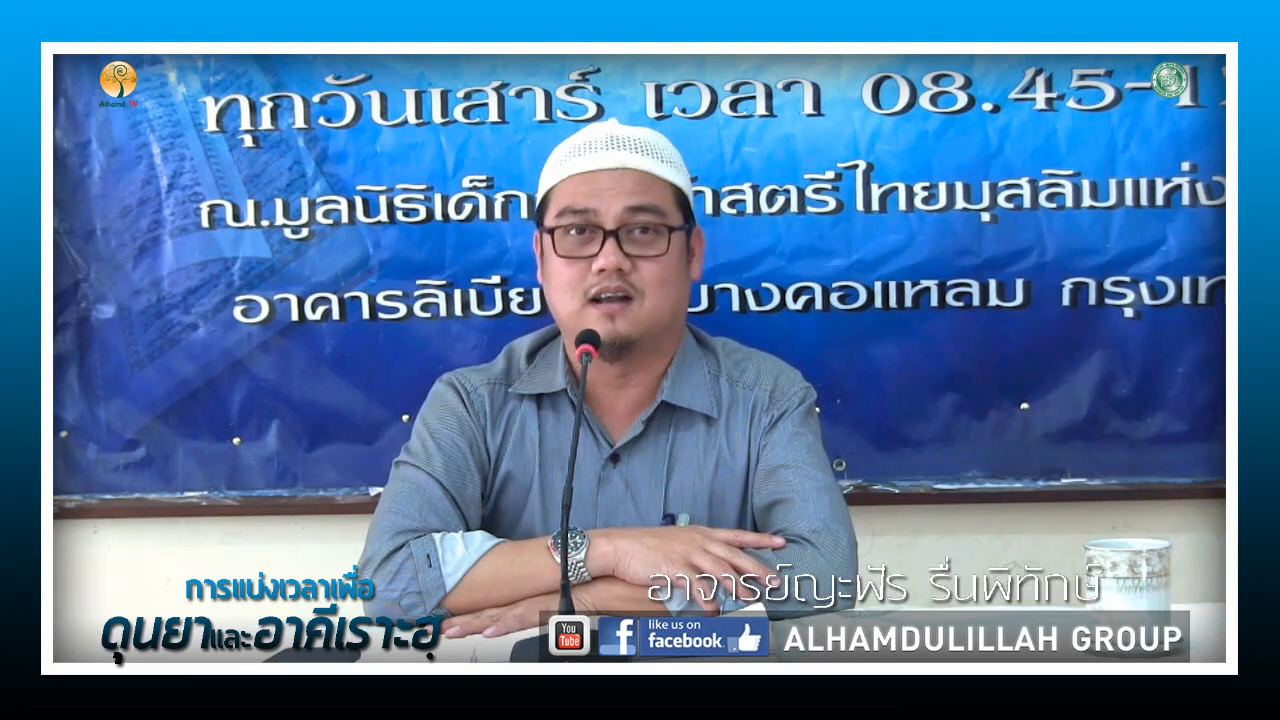 Alhamd TV
ทุกวันเสาร์ เวลา 08.45-1
ณ.มูลนิธิเด็ก ตรีไทยมุสลิมแห่ง
อาคารลิเบีย บางคอแหลม กรุงเท
การแบ่งเวลาเพื่อ
ดุนยาและอาคีเราะฮุ
อาจารย์ญะฟัร รื่นพิทักษ์
You Tube
f like us on facebook.
ALHAMDULILLAH GROUP